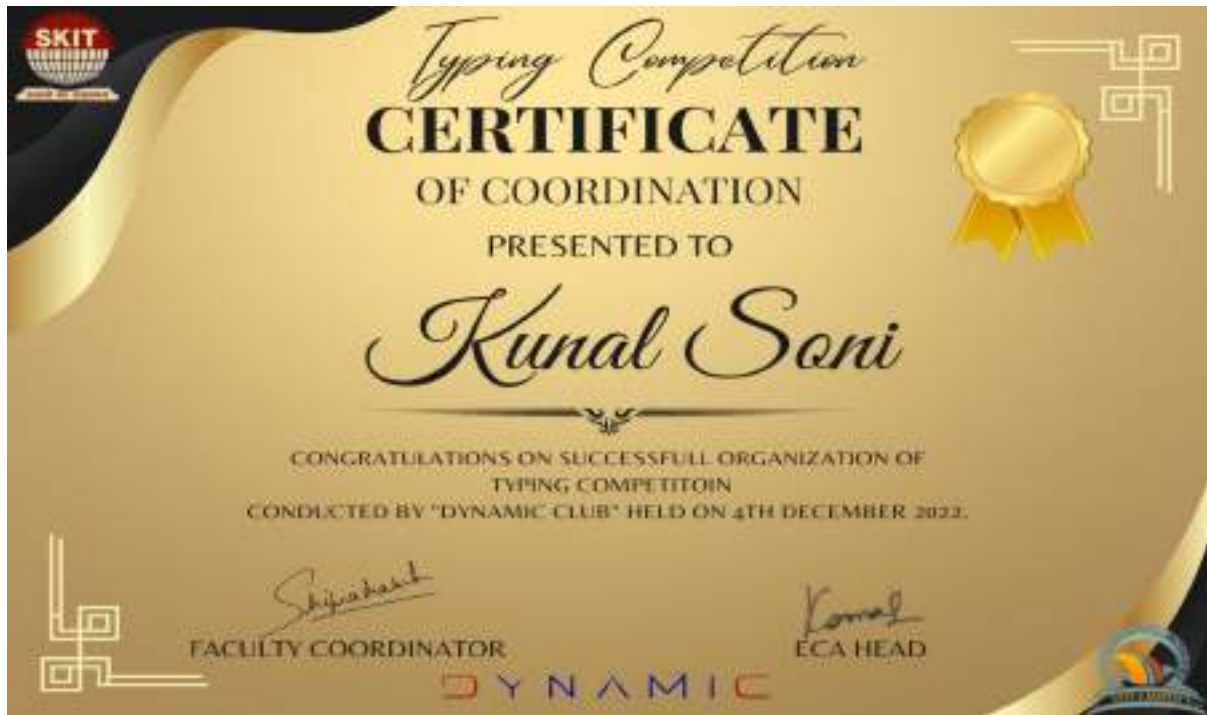 SKIT
Typing Competition
CERTIFICATE
OF COORDINATION
PRESENTED TO
Kunal Soni
CONGRATULATIONS ON SUCCESSFULL ORGANIZATION OF
TYPING COMPETITOIN
CONDUCTED BY "DYNAMIC CLUB" HELD ON 4TH DECEMBER 2022.
Komal
FACULTY COORDINATOR
ECA HEAD
DYNAMIC